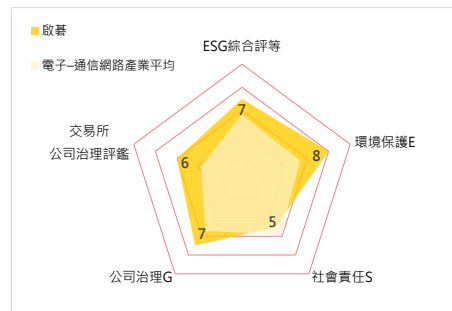 啟碁
電子–通信網路產業平均
ESG綜合評等
7
環境保護E
8
交易所
公司治理評鑑
6
5
7
公司治理G
社會責任S